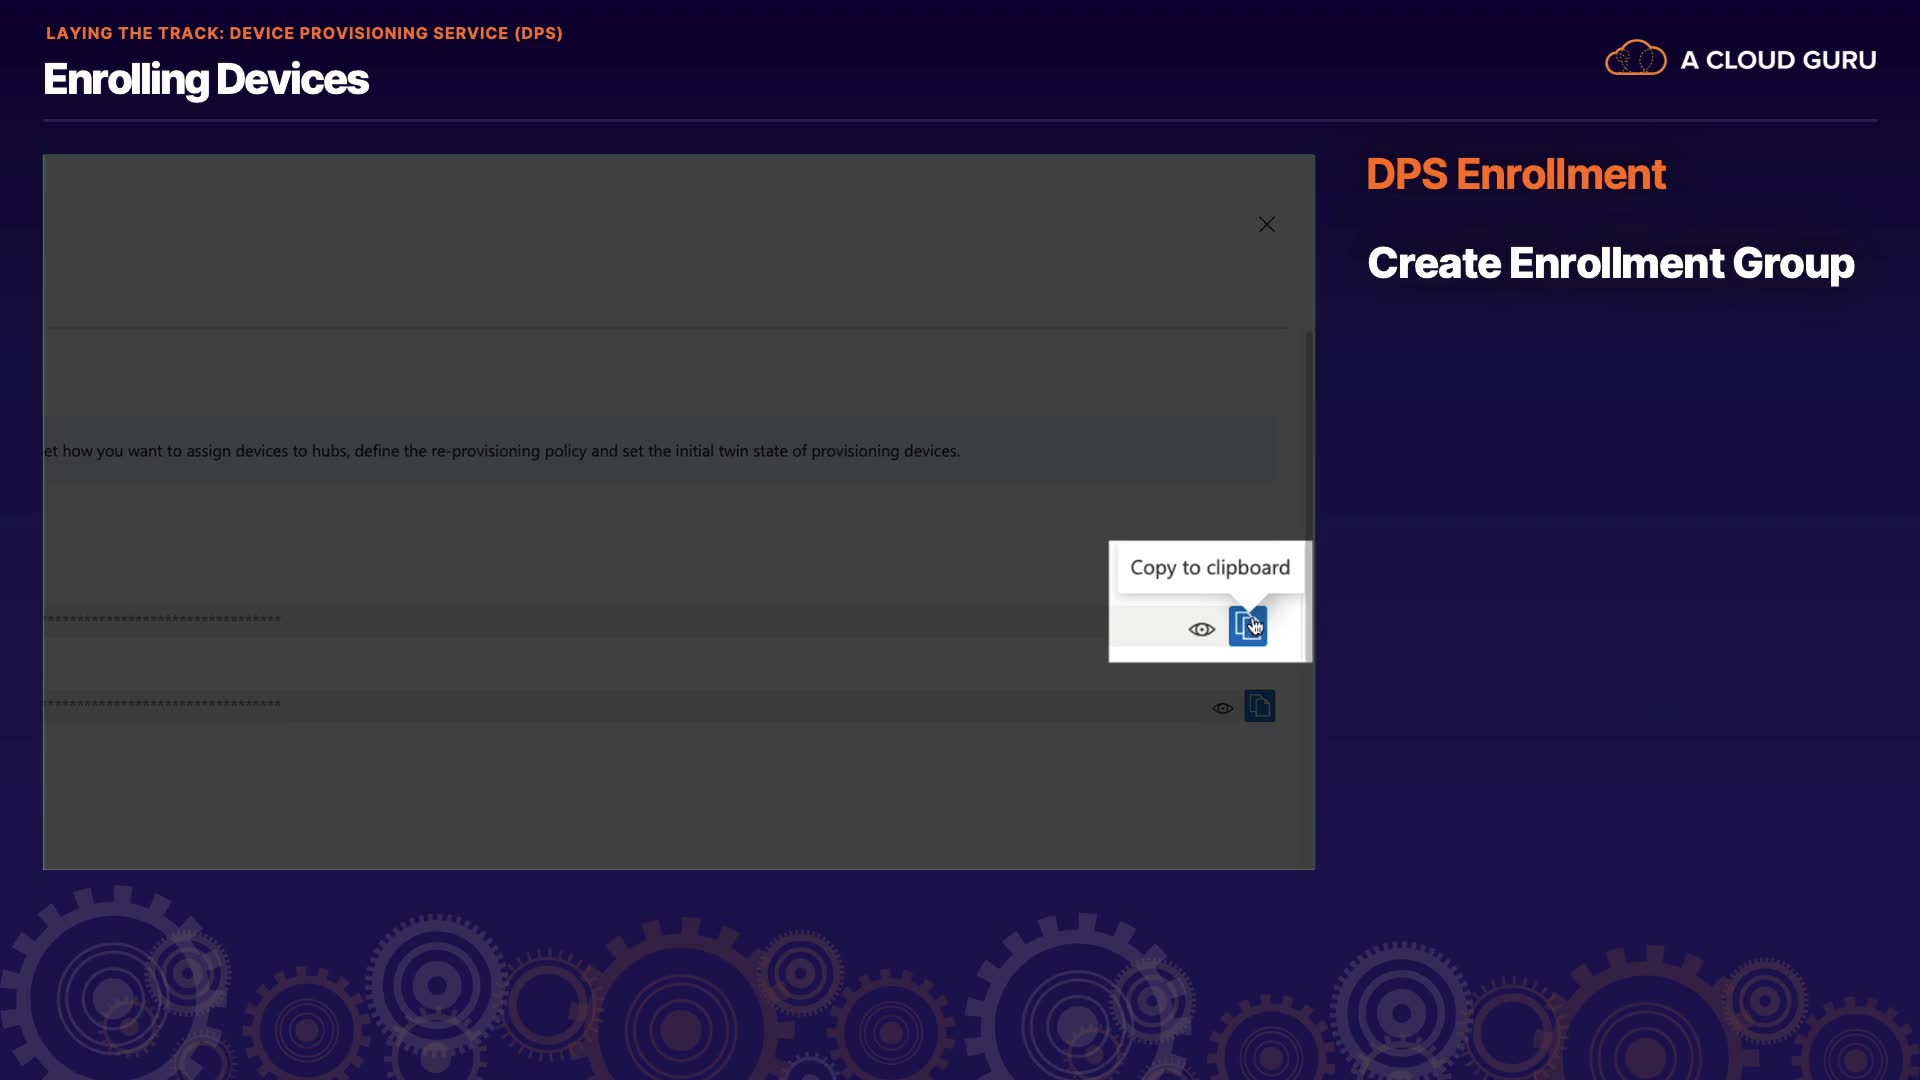 LAYING THE TRACK: DEVICE PROVISIONING SERVICE (DPS)
Enrolling Devices
A CLOUD GURU
DPS Enrollment
Create Enrollment Group
et how you want to assign devices to hubs, define the re-provisioning policy and set the initial twin state of provisioning devices.
Copy to clipboard
*********************************
*********************************